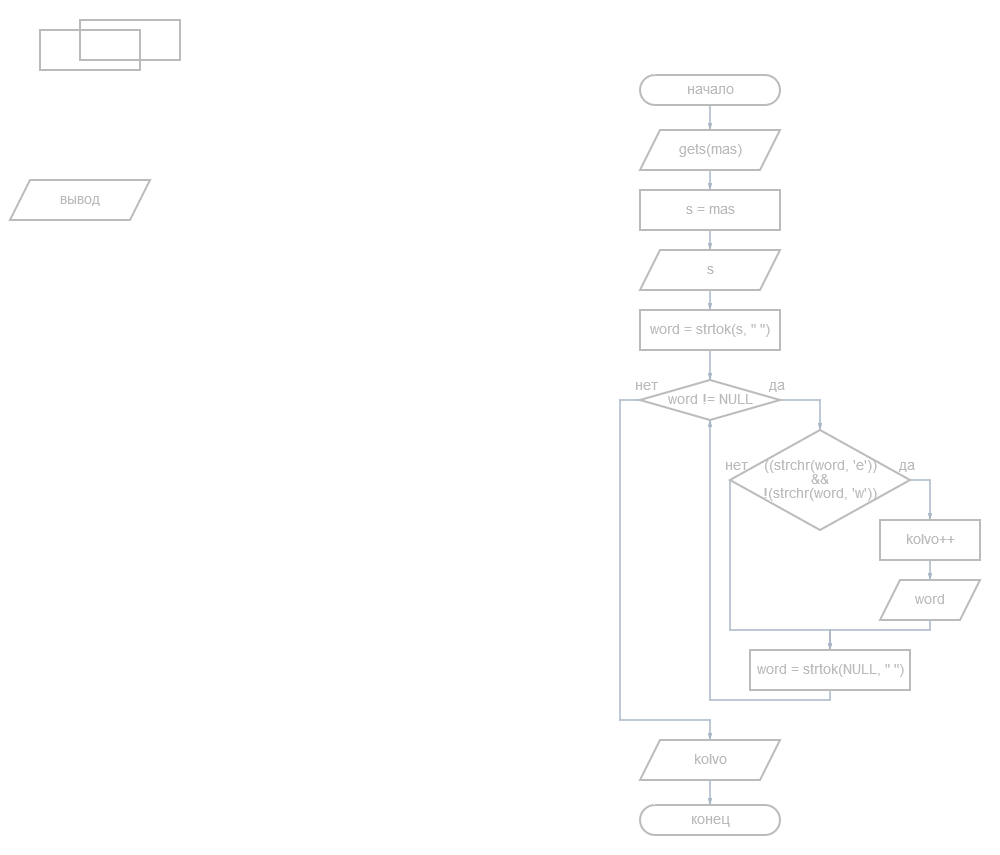 начало
gets(mas)
вывод
s = mas
s
word = strtok(s, " ")
нет
да
word != NULL
нет
((strchr(word, 'e'))
&&
!(strchr(word, 'w'))
да
kolvo++
word
word = strtok(NULL, " ")
kolvo
конец